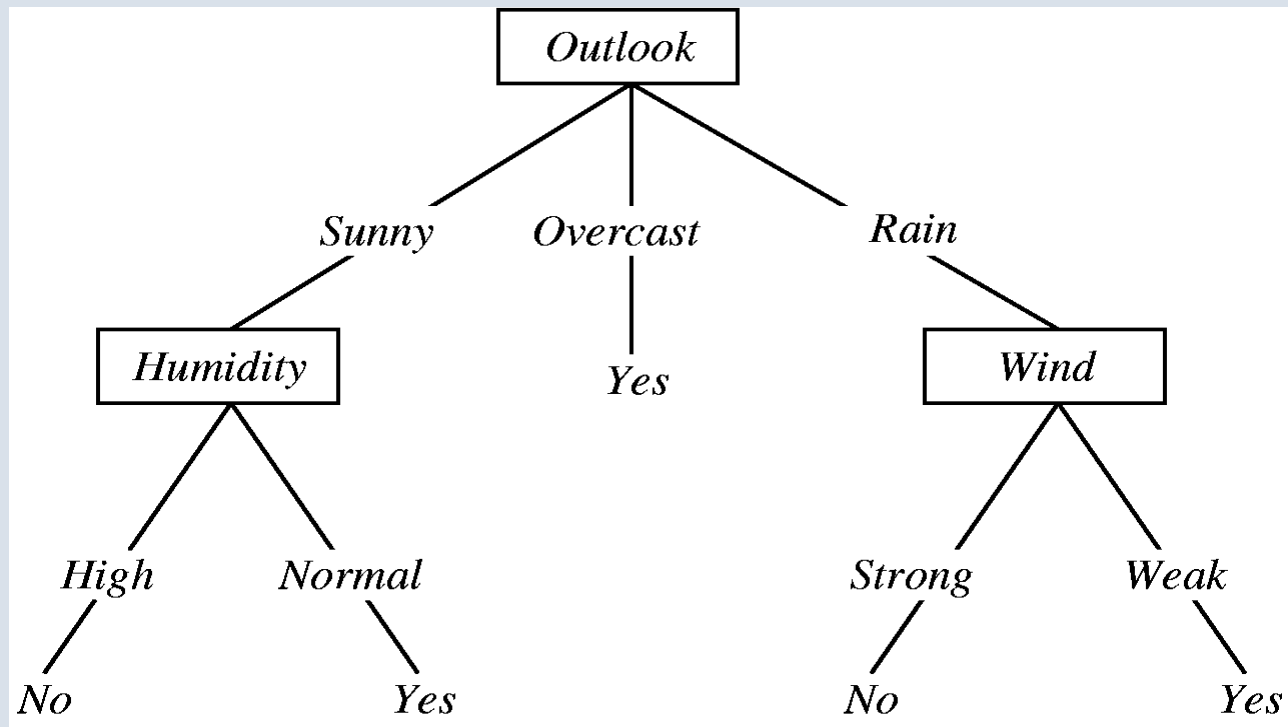 Outlook
Sunny Overcast Rain
Humidity Yes Wind
High Normal Strong Weak
No Yes No Yes